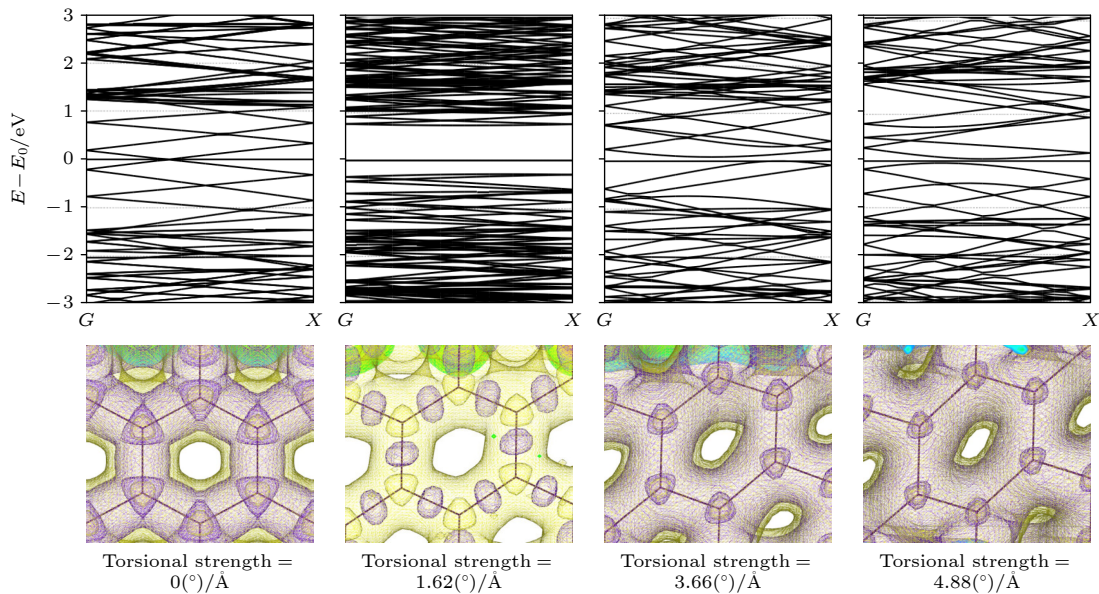 E − E₀/eV
3
2
1
0
−1
−2
−3
G
X
G
X
G
X
G
X
Torsional strength =
0(°)/Å
Torsional strength =
1.62(°)/Å
Torsional strength =
3.66(°)/Å
Torsional strength =
4.88(°)/Å